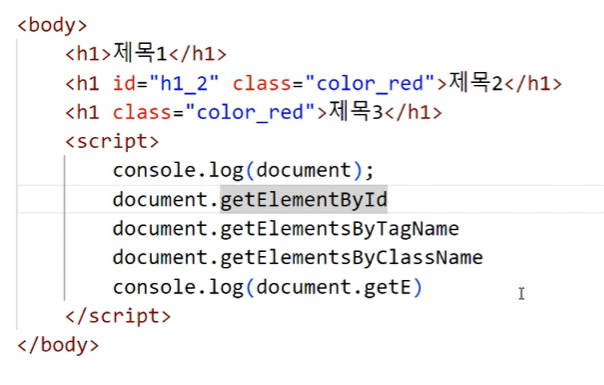 <body>
<h1>제목1</h1>
<h1 id="h1_2" class="color_red">제목2</h1>
<h1 class="color_red">제목3</h1>
<script>
console.log(document);
document.getElementById
document.getElementsByTagName
document.getElementsByClassName
console.log(document.getE)
</script>
</body>